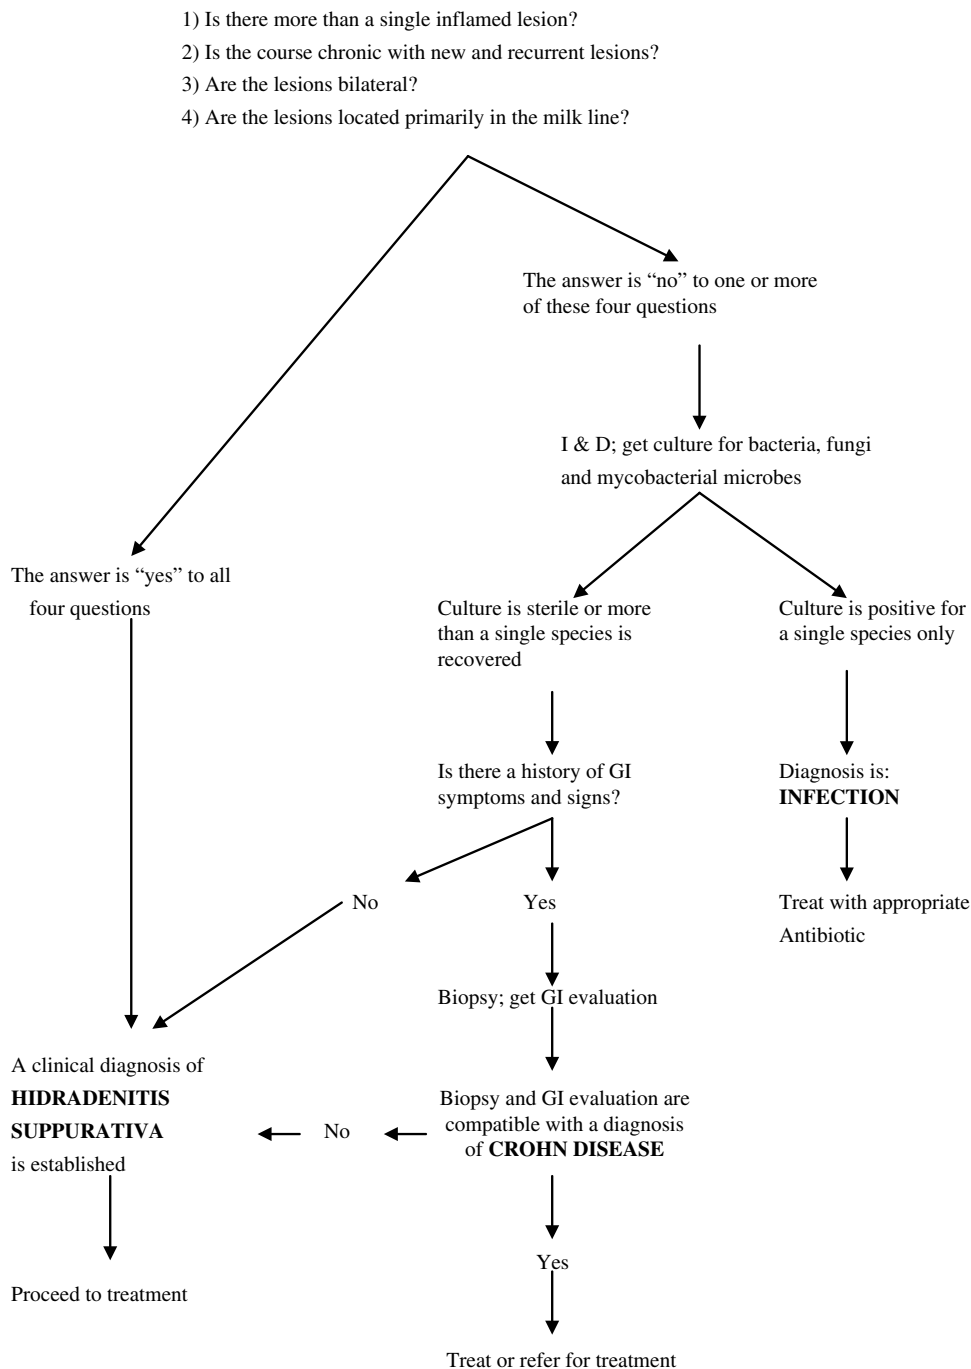 1) Is there more than a single inflamed lesion?
2) Is the course chronic with new and recurrent lesions?
3) Are the lesions bilateral?
4) Are the lesions located primarily in the milk line?
The answer is “no” to one or more
of these four questions
I & D; get culture for bacteria, fungi
and mycobacterial microbes
The answer is “yes” to all
four questions
Culture is sterile or more
than a single species is
recovered
Culture is positive for
a single species only
Is there a history of GI
symptoms and signs?
Diagnosis is:
INFECTION
No
Yes
Treat with appropriate
Antibiotic
Biopsy; get GI evaluation
A clinical diagnosis of
HIDRADENITIS
SUPPURATIVA
is established
No
Biopsy and GI evaluation are
compatible with a diagnosis
of CROHN DISEASE
Yes
Proceed to treatment
Treat or refer for treatment